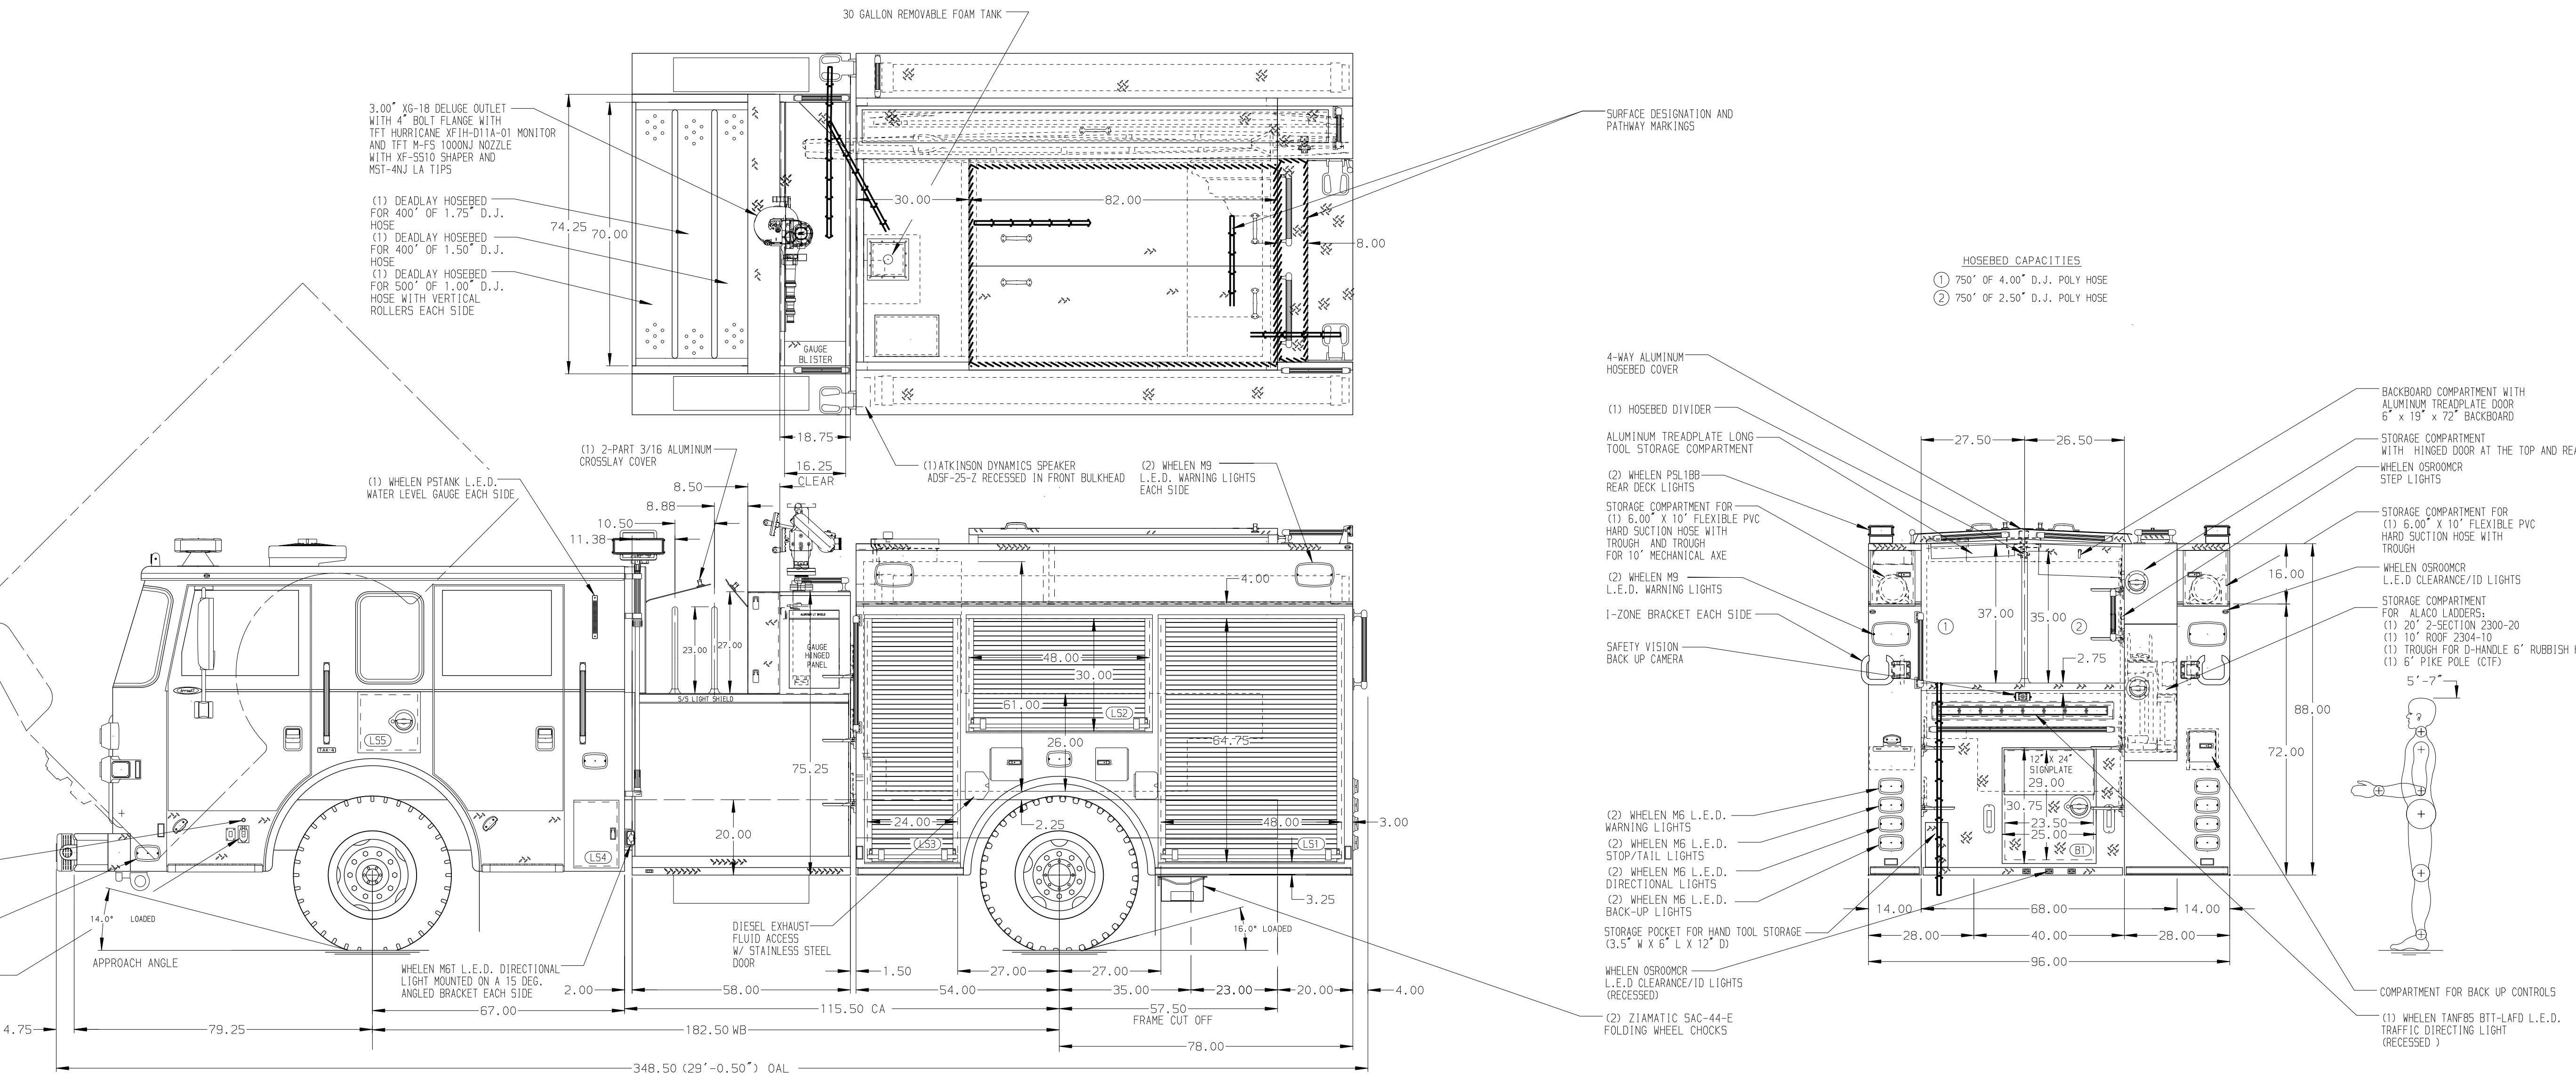 30 GALLON REMOVABLE FOAM TANK
3.00" XG-18 DELUGE OUTLET
WITH 4" BOLT FLANGE WITH
TFT HURRICANE XFIH-D11A-01 MONITOR
AND TFT M-FS 1000NJ NOZZLE
WITH XF-SS10 SHAPER AND
MST-4NJ LA TIPS
(1) DEADLAY HOSEBED
FOR 400' OF 1.75" D.J.
HOSE
(1) DEADLAY HOSEBED
FOR 400' OF 1.50" D.J.
HOSE
(1) DEADLAY HOSEBED
FOR 500' OF 1.00" D.J.
HOSE WITH VERTICAL
ROLLERS EACH SIDE
74.25
70.00
30.00
82.00
8.00
GAUGE
BLISTER
18.75
16.25
CLEAR
SURFACE DESIGNATION AND
PATHWAY MARKINGS
HOSEBED CAPACITIES
1 750' OF 4.00" D.J. POLY HOSE
2 750' OF 2.50" D.J. POLY HOSE
(1) 2-PART 3/16 ALUMINUM
CROSSLAY COVER
(1) WHELEN PSTANK L.E.D.
WATER LEVEL GAUGE EACH SIDE
(1)ATKINSON DYNAMICS SPEAKER
ADSF-25-Z RECESSED IN FRONT BULKHEAD
(2) WHELEN M9
L.E.D. WARNING LIGHTS
EACH SIDE
8.50
8.88
10.50
11.38
23.00
27.00
GAUGE
HINGED
PANEL
S/S LIGHT SHIELD
4.00
48.00
30.00
61.00
LS2
26.00
64.75
75.25
20.00
24.00
2.25
48.00
3.00
LS3
LS1
LS5
LS4
TAK-4
3.25
14.0° LOADED
16.0° LOADED
APPROACH ANGLE
WHELEN M6T L.E.D. DIRECTIONAL
LIGHT MOUNTED ON A 15 DEG.
ANGLED BRACKET EACH SIDE
DIESEL EXHAUST
FLUID ACCESS
W/ STAINLESS STEEL
DOOR
1.50
27.00
27.00
2.00
58.00
54.00
35.00
23.00
20.00
4.00
67.00
115.50 CA
57.50
FRAME CUT OFF
4.75
79.25
182.50 WB
78.00
348.50 (29'-0.50") OAL
(2) ZIAMATIC SAC-44-E
FOLDING WHEEL CHOCKS
4-WAY ALUMINUM
HOSEBED COVER
(1) HOSEBED DIVIDER
ALUMINUM TREADPLATE LONG
TOOL STORAGE COMPARTMENT
(2) WHELEN PSL1BB
REAR DECK LIGHTS
STORAGE COMPARTMENT FOR
(1) 6.00" X 10' FLEXIBLE PVC
HARD SUCTION HOSE WITH
TROUGH AND TROUGH
FOR 10' MECHANICAL AXE
(2) WHELEN M9
L.E.D. WARNING LIGHTS
I-ZONE BRACKET EACH SIDE
SAFETY VISION
BACK UP CAMERA
(2) WHELEN M6 L.E.D.
WARNING LIGHTS
(2) WHELEN M6 L.E.D.
STOP/TAIL LIGHTS
(2) WHELEN M6 L.E.D.
DIRECTIONAL LIGHTS
(2) WHELEN M6 L.E.D.
BACK-UP LIGHTS
STORAGE POCKET FOR HAND TOOL STORAGE
(3.5" W X 6" L X 12" D)
WHELEN OSROOMCR
L.E.D CLEARANCE/ID LIGHTS
(RECESSED)
27.50
26.50
16.00
37.00
35.00
1
2
2.75
88.00
72.00
12" X 24"
SIGNPLATE
29.00
30.75
23.50
25.00
B1
14.00
68.00
14.00
28.00
40.00
28.00
96.00
BACKBOARD COMPARTMENT WITH
ALUMINUM TREADPLATE DOOR
6" x 19" x 72" BACKBOARD
STORAGE COMPARTMENT
WITH HINGED DOOR AT THE TOP AND
WHELEN OSROOMCR
STEP LIGHTS
STORAGE COMPARTMENT FOR
(1) 6.00" X 10' FLEXIBLE PVC
HARD SUCTION HOSE WITH
TROUGH
WHELEN OSROOMCR
L.E.D CLEARANCE/ID LIGHTS
STORAGE COMPARTMENT
FOR ALACO LADDERS:
(1) 20' 2-SECTION 2300-20
(1) 10' ROOF 2304-10
(1) TROUGH FOR D-HANDLE 6' RUBBISH
(1) 6' PIKE POLE (CTF)
5'-7"
COMPARTMENT FOR BACK UP CONTROLS
(1) WHELEN TANF85 BTT-LAFD L.E.D.
TRAFFIC DIRECTING LIGHT
(RECESSED )